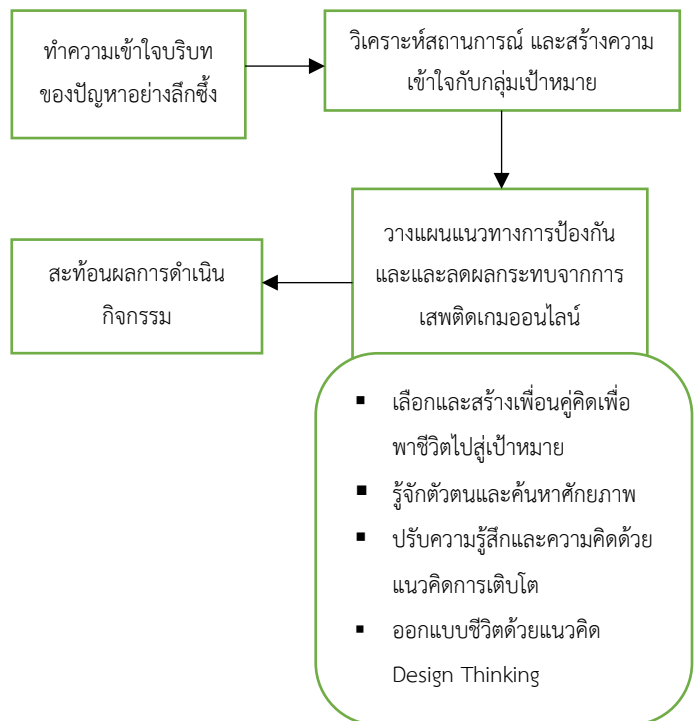 ทำความเข้าใจบริบท
ของปัญหาอย่างลึกซึ้ง
วิเคราะห์สถานการณ์ และสร้างความ
เข้าใจกับกลุ่มเป้าหมาย
วางแผนแนวทางการป้องกัน
และและลดผลกระทบจากการ
เสพติดเกมออนไลน์
สะท้อนผลการดำเนิน
กิจกรรม
▪ เลือกและสร้างเพื่อนคู่คิดเพื่อ
พาชีวิตไปสู่เป้าหมาย
▪ รู้จักตัวตนและค้นหาศักยภาพ
▪ ปรับความรู้สึกและความคิดด้วย
แนวคิดการเติบโต
▪ ออกแบบชีวิตด้วยแนวคิด
Design Thinking